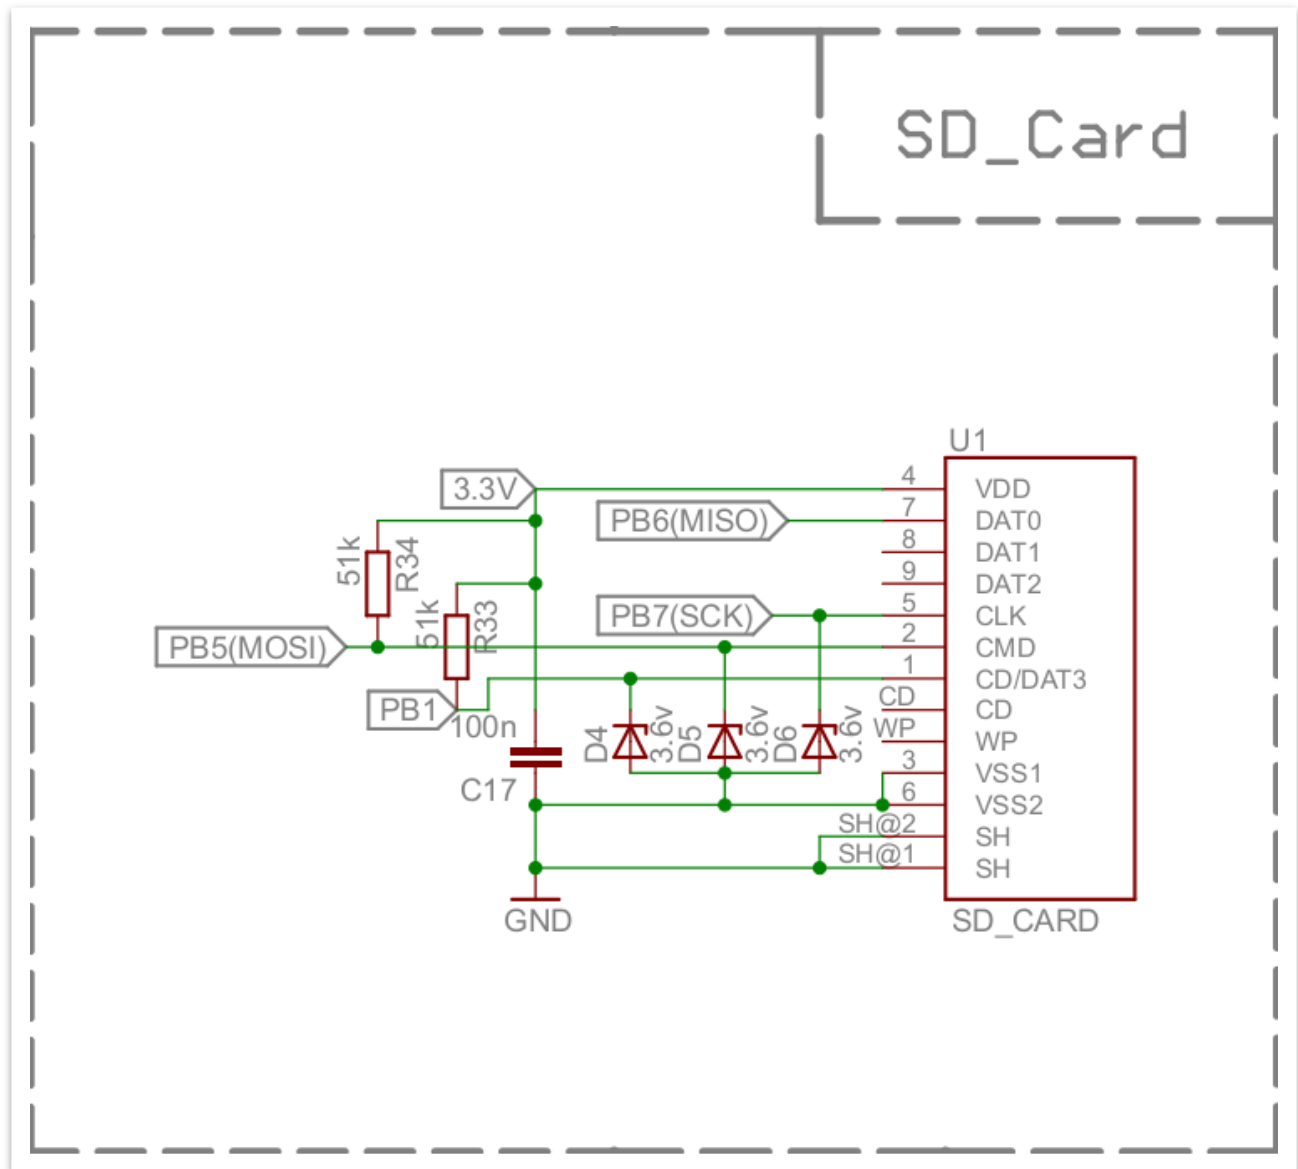 SD_Card
U1
3.3V
4
VDD
PB6(MISO)
7
DAT0
8
DAT1
51k
R34
9
DAT2
PB7(SCK)
5
CLK
51k
R33
PB5(MOSI)
2
CMD
1
CD/DAT3
PB1
CD
CD
100n
D4
3.6v
D5
3.6v
D6
3.6v
WP
WP
3
VSS1
C17
6
VSS2
SH@2
SH
SH@1
SH
GND
SD_CARD